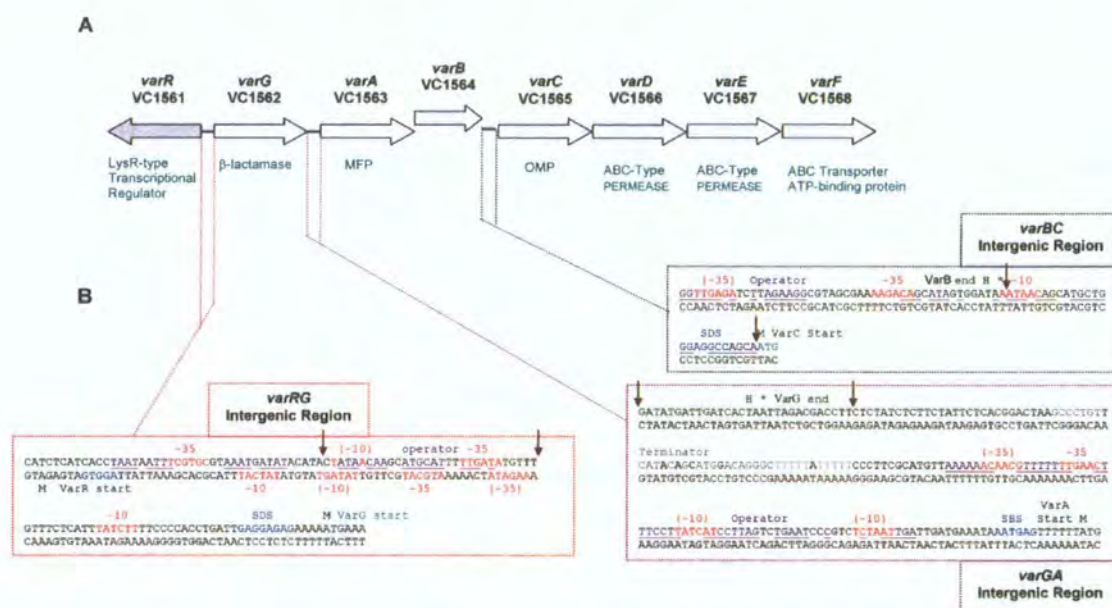 A
varR
VC1561
varG
VC1562
varA
VC1563
varB
VC1564
varC
VC1565
varD
VC1566
varE
VC1567
varF
VC1568
LysR-type
Transcriptional
Regulator
β-lactamase
MFP
OMP
ABC-Type
PERMEASE
ABC-Type
PERMEASE
ABC Transporter
ATP-binding protein
varBC
Intergenic Region
(-35) Operator -35 VarB end H * -10
GGTTGAGATCTTAGAAGGCGTAGCGAAAAGACAGCATAGTGGATAAATAACAGCATGCTG
CCAACTCTAGAATCTTCCGCATCGCTTTTCTGTCGTATCACCTATTTATTGTCGTACGTC
SDS M VarC Start
GGAGGCCAGCAATG
CCTCCGGTCGTTAC
B
varRG
Intergenic Region
-35 (-10) operator -35
CATCTCATCACCTAATAATTTCGTGCGTAAATGATATACATACTATAACAAGCATGCATTTTTGATATGTTT
GTAGAGTAGTGGATTATTAAAGCACGCATTTACTATATGTATGATATTGTTCGTACGTAAAAACTATAGAAA
M VarR start -10 (-10) -35 (-35)
-10 SDS M VarG start
GTTTCTCATTTATCTTTTCCCCACCTGATTGAGGAGAGAAAAATGAAA
CAAAGTGTAAATAGAAAAGGGGTGGACTAACTCCTCTCTTTTTACTTT
H * VarG end
GATATGATTGATCACTAATTAGACGACCTTCTCTATCTCTTCTATTCTCACGGACTAAGCCCTGTT
CTATACTAACTAGTGATTAATCTGCTGGAAGAGATAGAGAAGATAAGAGTGCCTGATTCGGGACAA
Terminator (-35) -35
CATACAGCATGGACAGGGCTTTTTATTTTTTCCCTTCGCATGTTAAAAAACAACGTTTTTTTGAACT
GTATGTCGTACCTGTCCCGAAAAATAAAAAAGGGAAGCGTACAATTTTTTGTTGCAAAAAAACTTGA
(-10) Operator (-10) SBS VarA
Start M
TTCCTTATCATCCTTAGTCTGAATCCCGTCTCTAATTGATTGATGAAATAAATGAGTTTTTTATG
AAGGAATAGTAGGAATCAGACTTAGGGCAGAGATTAACTAACTACTTTATTTACTCAAAAAATAC
varGA
Intergenic Region